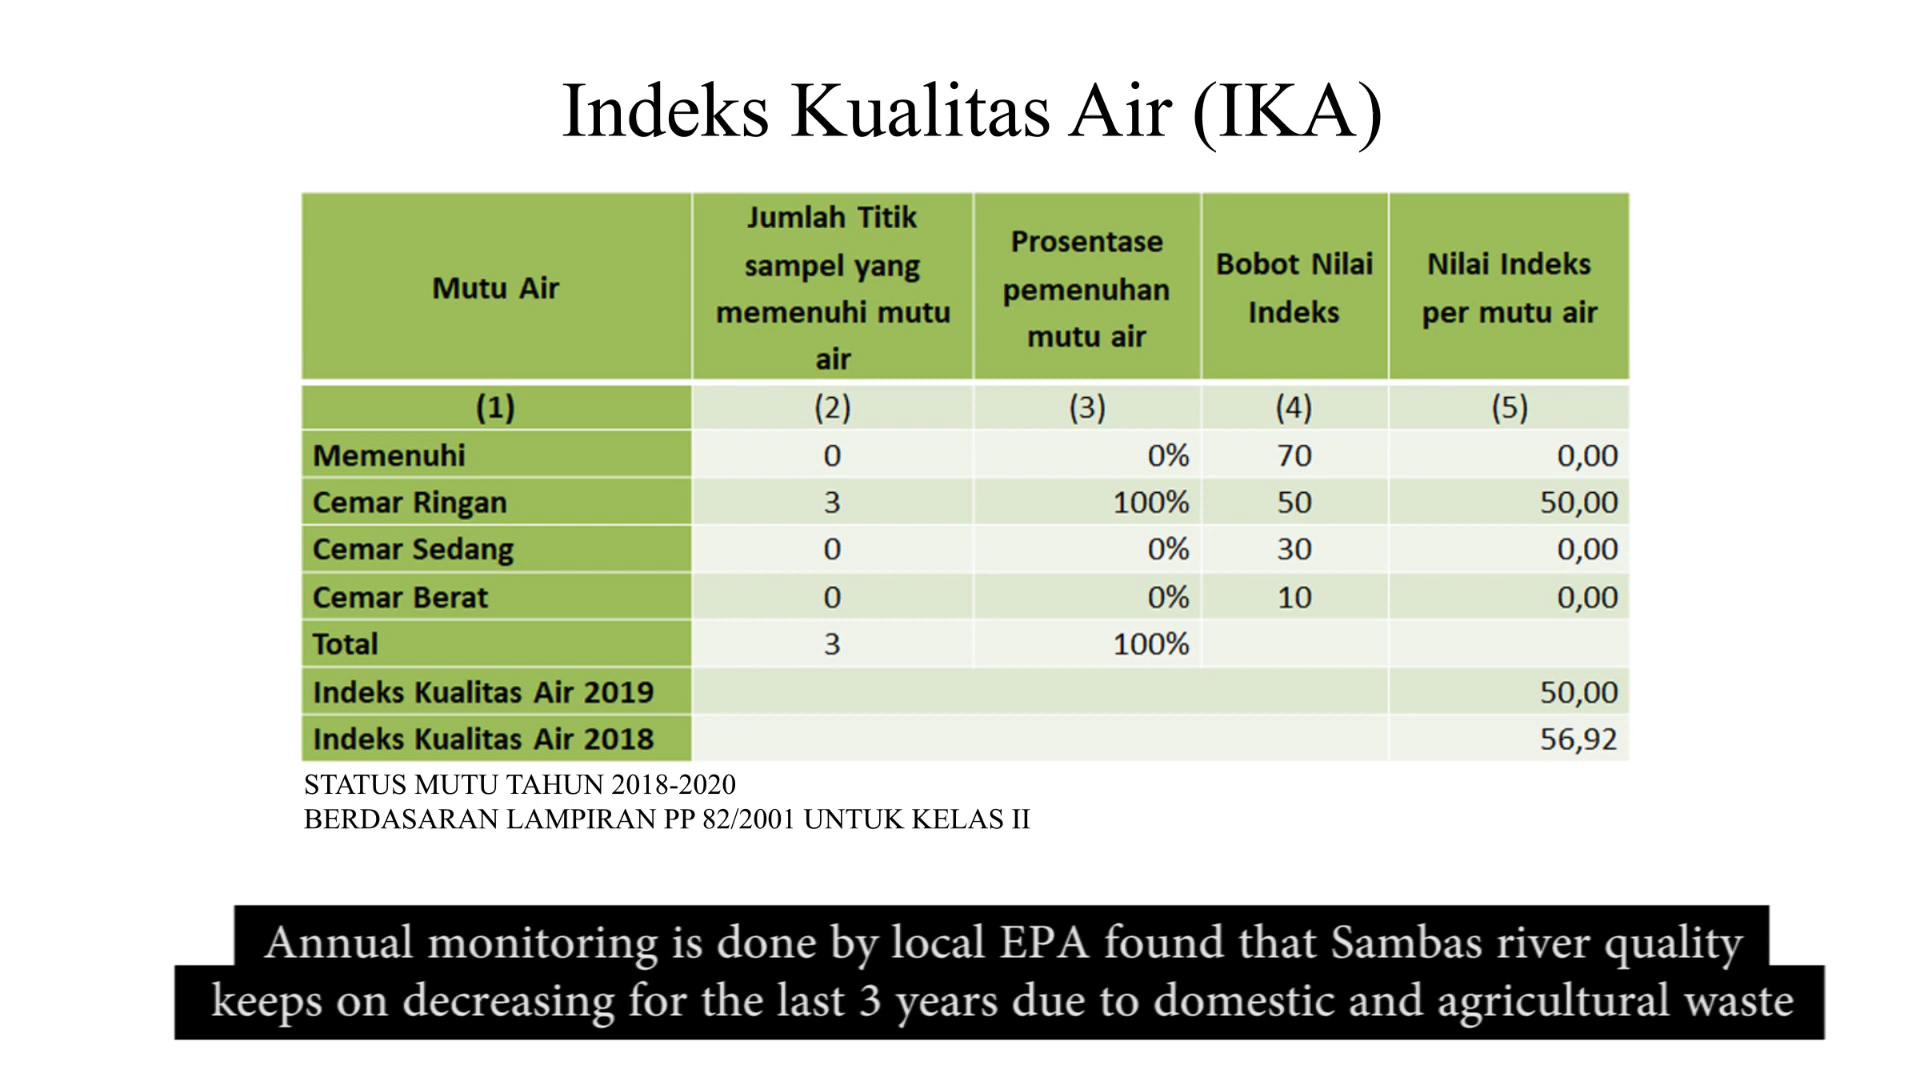 Indeks Kualitas Air (IKA)
Mutu Air
Jumlah Titik
sampel yang
memenuhi mutu
air
Prosentase
pemenuhan
mutu air
Bobot Nilai
Indeks
Nilai Indeks
per mutu air
(1) (2) (3) (4) (5)
Memenuhi 0 0% 70 0,00
Cemar Ringan 3 100% 50 50,00
Cemar Sedang 0 0% 30 0,00
Cemar Berat 0 0% 10 0,00
Total 3 100%
Indeks Kualitas Air 2019 50,00
Indeks Kualitas Air 2018 56,92
STATUS MUTU TAHUN 2018-2020
BERDASARAN LAMPIRAN PP 82/2001 UNTUK KELAS II
Annual monitoring is done by local EPA found that Sambas river quality
keeps on decreasing for the last 3 years due to domestic and agricultural waste